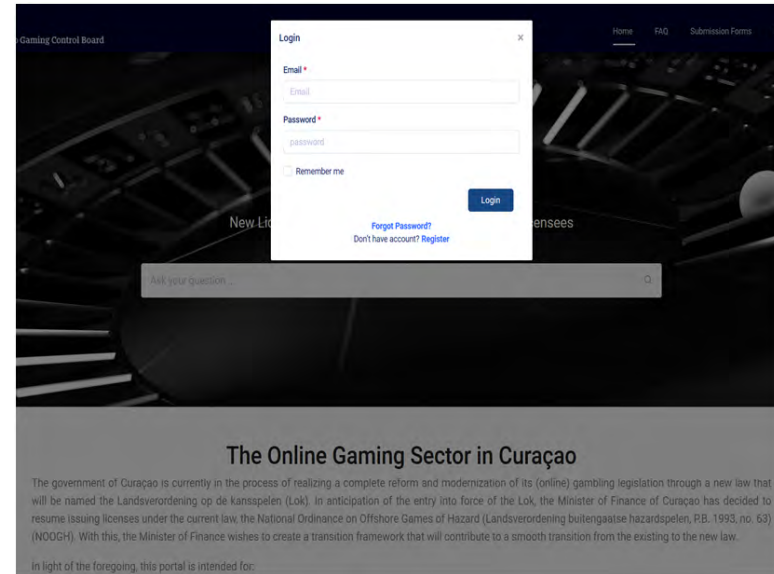 Gaming Control Board
Home FAQ Submission Forms
Login x
Email *
Email
Password *
password
Remember me
Login
Forgot Password?
Don't have account? Register
New
ensees
Ask your question ...
The Online Gaming Sector in Curaçao
The government of Curaçao is currently in the process of realizing a complete reform and modernization of its (online) gambling legislation through a new law that
will be named the Landsverordening op de kansspelen (Lok). In anticipation of the entry into force of the Lok, the Minister of Finance of Curaçao has decided to
resume issuing licenses under the current law, the National Ordinance on Offshore Games of Hazard (Landsverordening buitengaatse hazardspelen, P.B. 1993, no. 63)
(NOOGH). With this, the Minister of Finance wishes to create a transition framework that will contribute to a smooth transition from the existing to the new law.
In light of the foregoing, this portal is intended for: